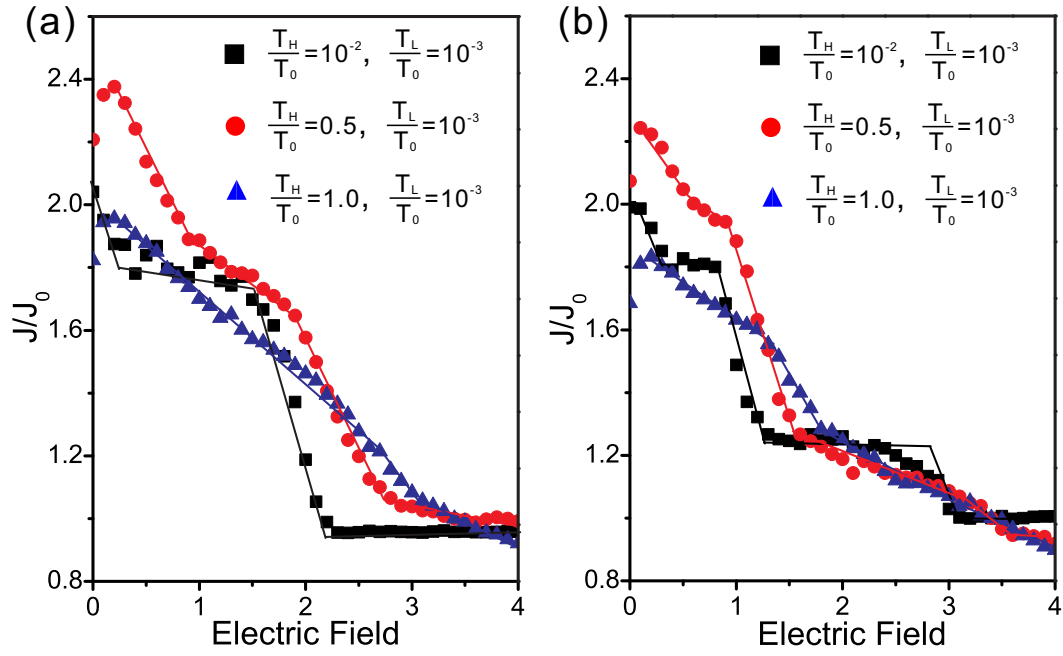 (a)
T_H/T_0=10^-2, T_L/T_0=10^-3
T_H/T_0=0.5, T_L/T_0=10^-3
T_H/T_0=1.0, T_L/T_0=10^-3
2.4
2.0
1.6
1.2
0.8
J/J_0
0 1 2 3 4
Electric Field
(b)
T_H/T_0=10^-2, T_L/T_0=10^-3
T_H/T_0=0.5, T_L/T_0=10^-3
T_H/T_0=1.0, T_L/T_0=10^-3
2.4
2.0
1.6
1.2
0.8
J/J_0
0 1 2 3 4
Electric Field